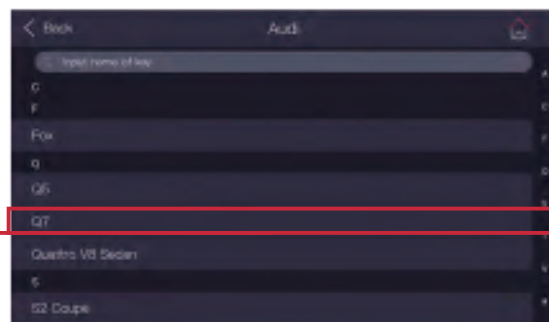 Back Audi
Input name of key
C
F
Fox
Q
Q5
Q7
Quattro V8 Sedan
S
S2 Coupe